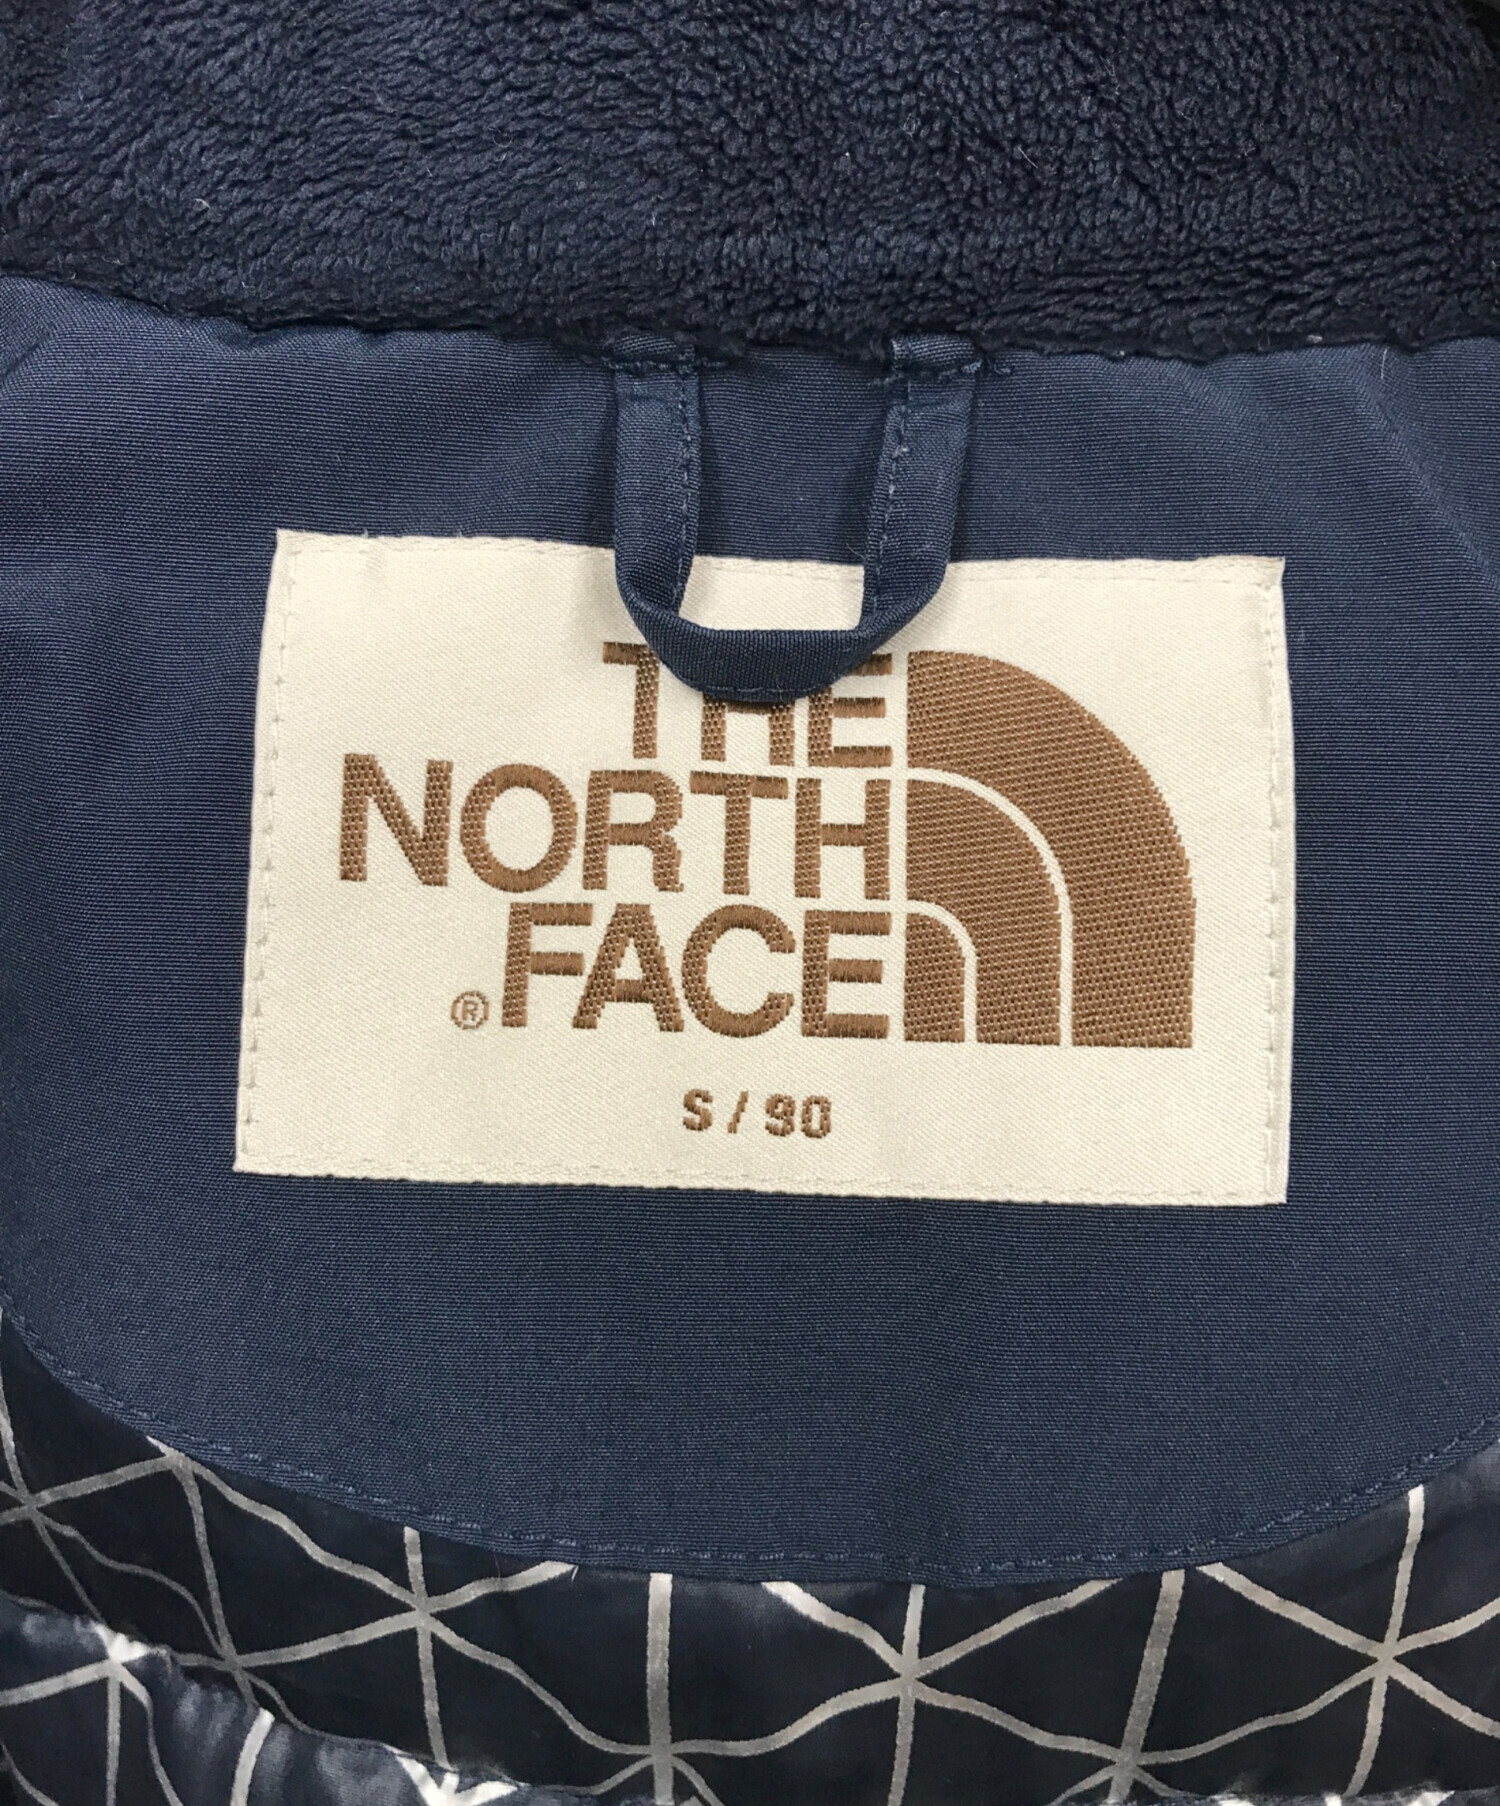 THE
NORTH
FACE®
S / 90